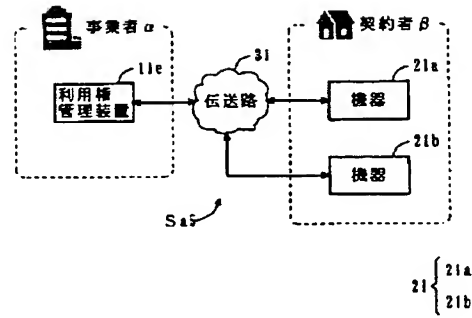 事業者α
契約者β
11e
31
21a
利用権
管理装置
伝送路
機器
21b
機器
Sa5
21 { 21a
21b